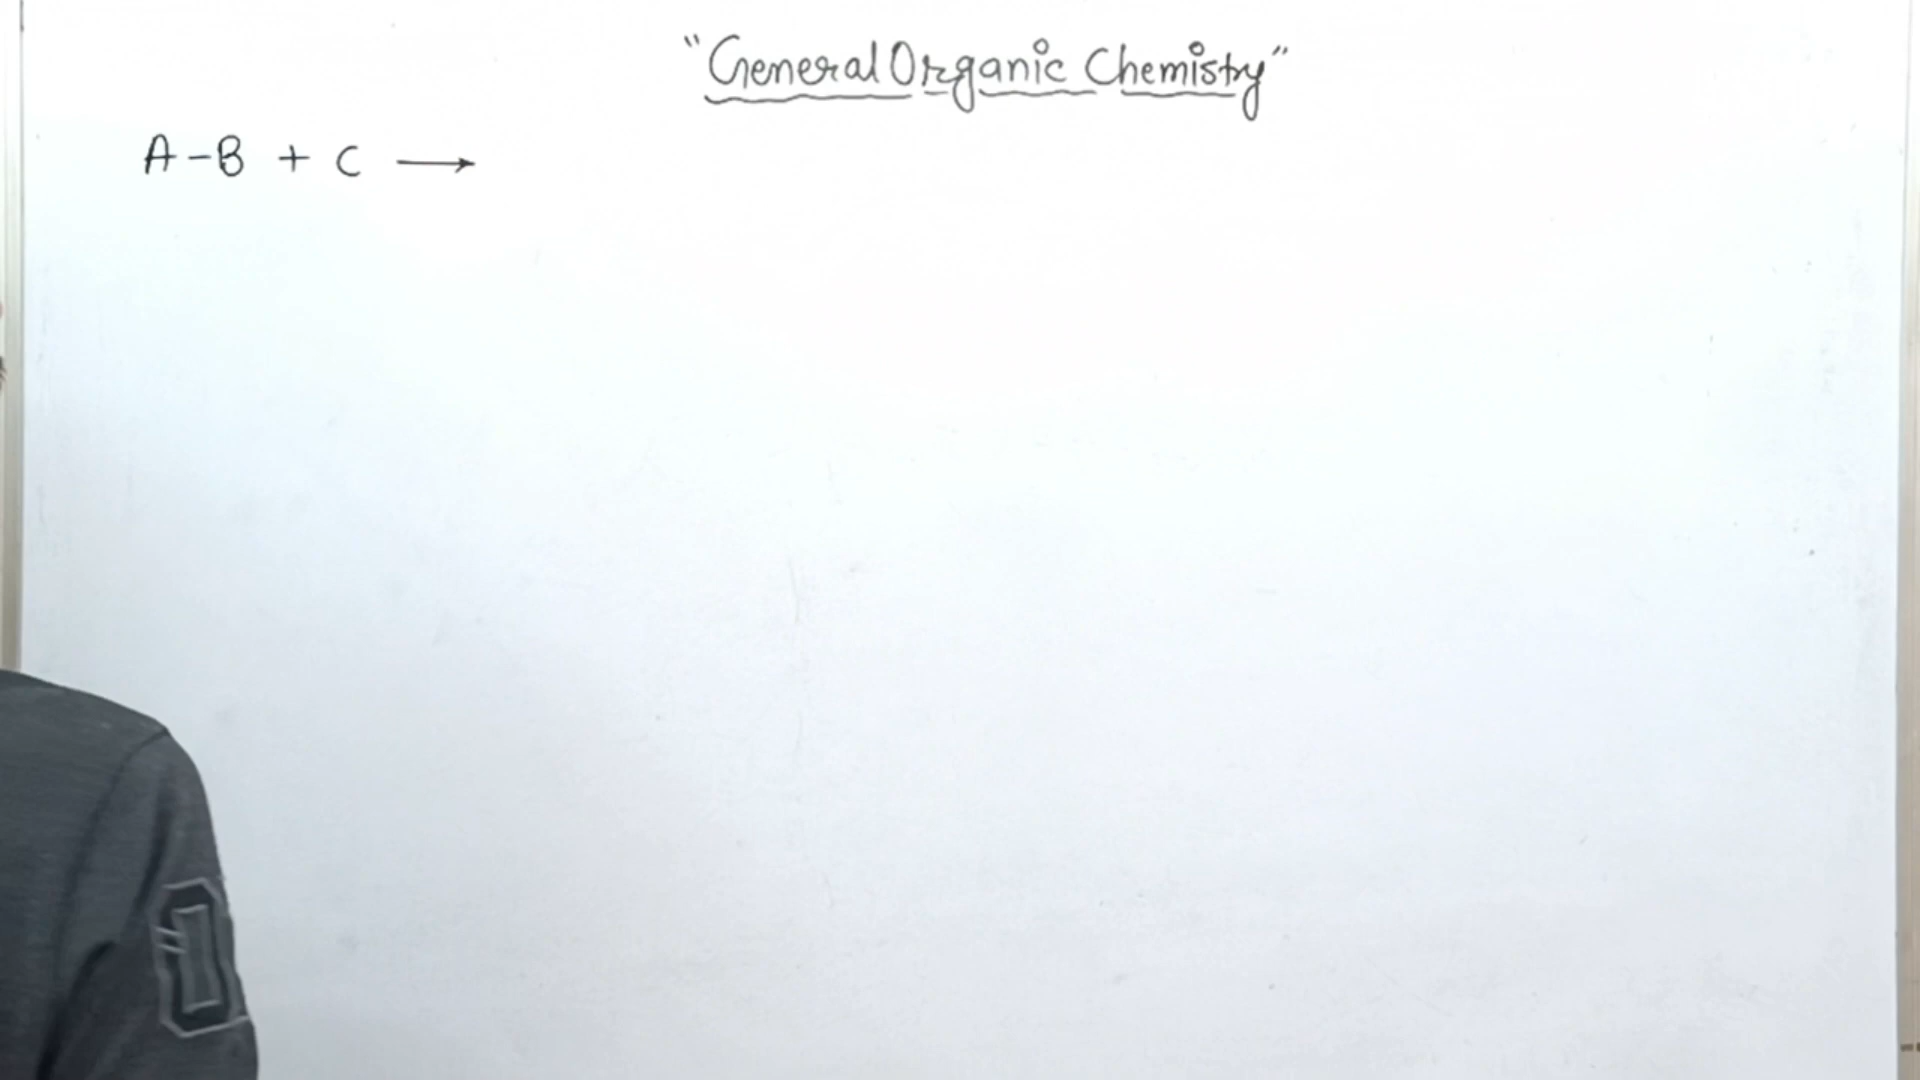 "General Organic Chemistry"
A-B + C ⟶